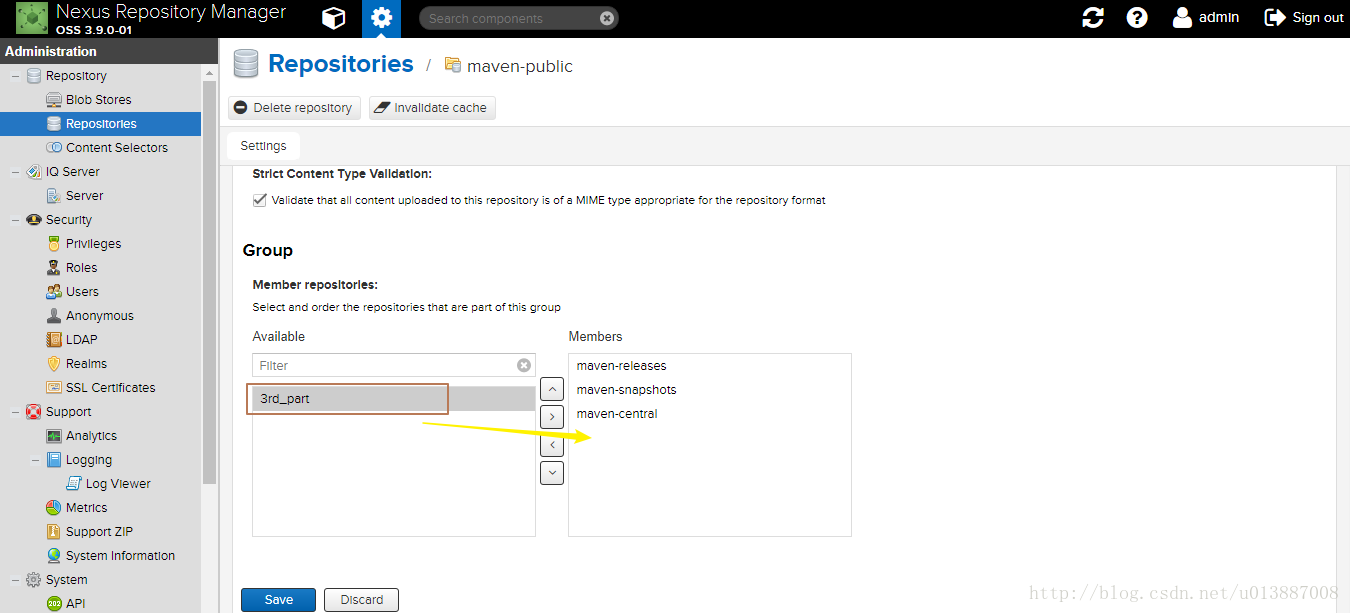 Nexus Repository Manager
OSS 3.9.0-01
Search components
admin
Sign out
Administration
Repository
Blob Stores
Repositories
Content Selectors
IQ Server
Server
Security
Privileges
Roles
Users
Anonymous
LDAP
Realms
SSL Certificates
Support
Analytics
Logging
Log Viewer
Metrics
Support ZIP
System Information
System
API
Repositories / maven-public
Delete repository
Invalidate cache
Settings
Strict Content Type Validation:
Validate that all content uploaded to this repository is of a MIME type appropriate for the repository format
Group
Member repositories:
Select and order the repositories that are part of this group
Available
Filter
3rd_part
Members
maven-releases
maven-snapshots
maven-central
Save
Discard
http://blog.csdn.net/u013887008